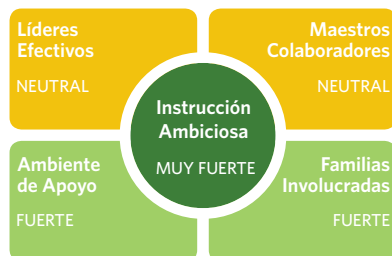 Líderes
Efectivos
NEUTRAL
Maestros
Colaboradores
NEUTRAL
Instrucción
Ambiciosa
MUY FUERTE
Ambiente
de Apoyo
FUERTE
Familias
Involucradas
FUERTE